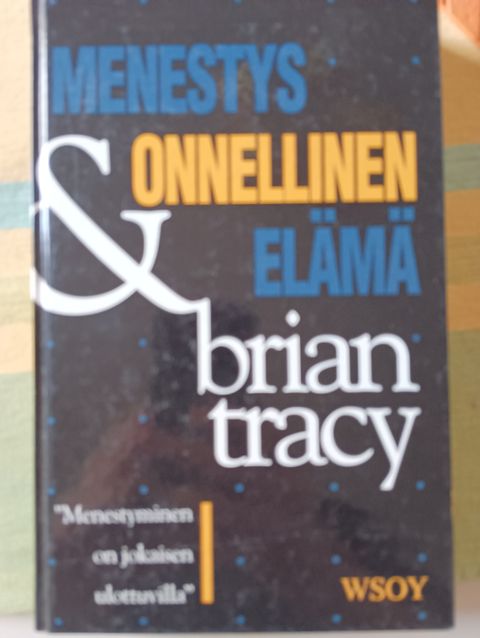 MENESTYS
& ONNELLINEN
ELÄMÄ
brian
tracy
"Menestyminen
on jokaisen
ulottuvilla"
WSOY